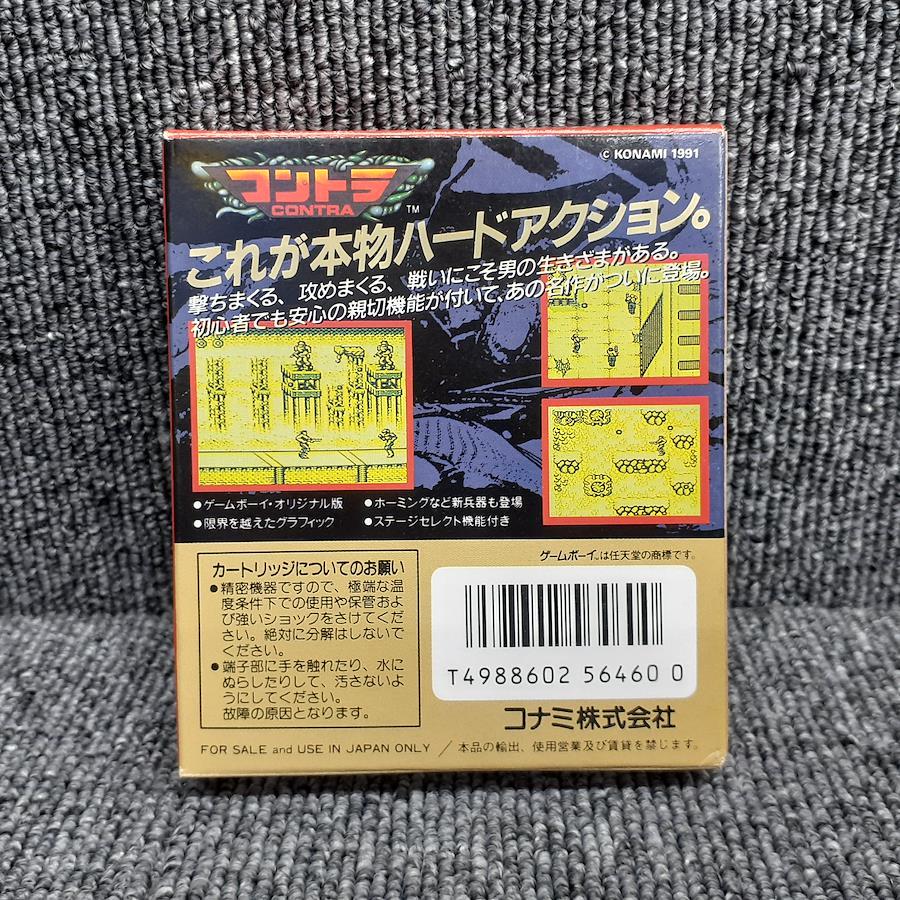 © KONAMI 1991
コントラ
CONTRA
TM
これが本物ハードアクション。
撃ちまくる、攻めまくる、戦いにこそ男の生きざまがある。
初心者でも安心の親切機能が付いて、あの名作がついに登場。
●ゲームボーイ・オリジナル版
●限界を越えたグラフィック
●ホーミングなど新兵器も登場
●ステージセレクト機能付き
ゲームボーイ™は任天堂の商標です。
カートリッジについてのお願い
●精密機器ですので、極端な温
度条件下での使用や保管およ
び強いショックをさけてくだ
さい。絶対に分解はしないで
ください。
●端子部に手を触れたり、水に
ぬらしたりして、汚さないよ
うにしてください。
故障の原因となります。
T4988602 56460 0
コナミ株式会社
FOR SALE and USE IN JAPAN ONLY / 本品の輸出、使用営業及び賃貸を禁じます。